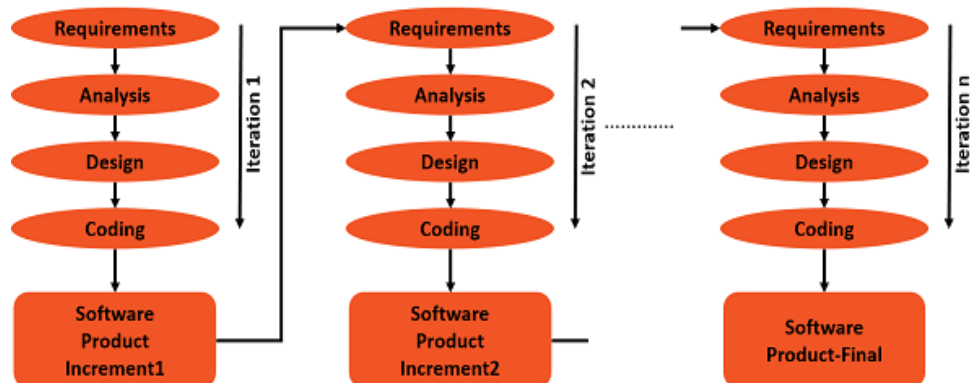 Requirements
Analysis
Design
Coding
Software
Product
Increment1
Iteration 1
Requirements
Analysis
Design
Coding
Software
Product
Increment2
Iteration 2
Requirements
Analysis
Design
Coding
Software
Product-Final
Iteration n